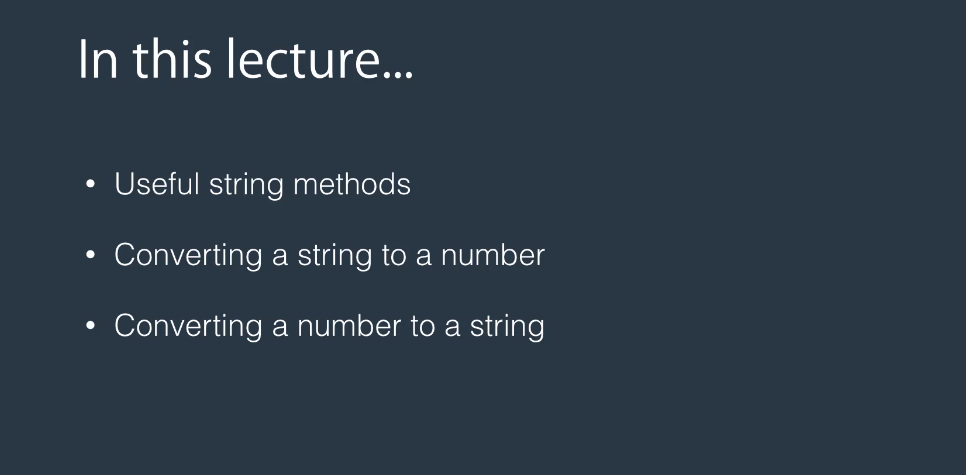 In this lecture...
• Useful string methods
• Converting a string to a number
• Converting a number to a string